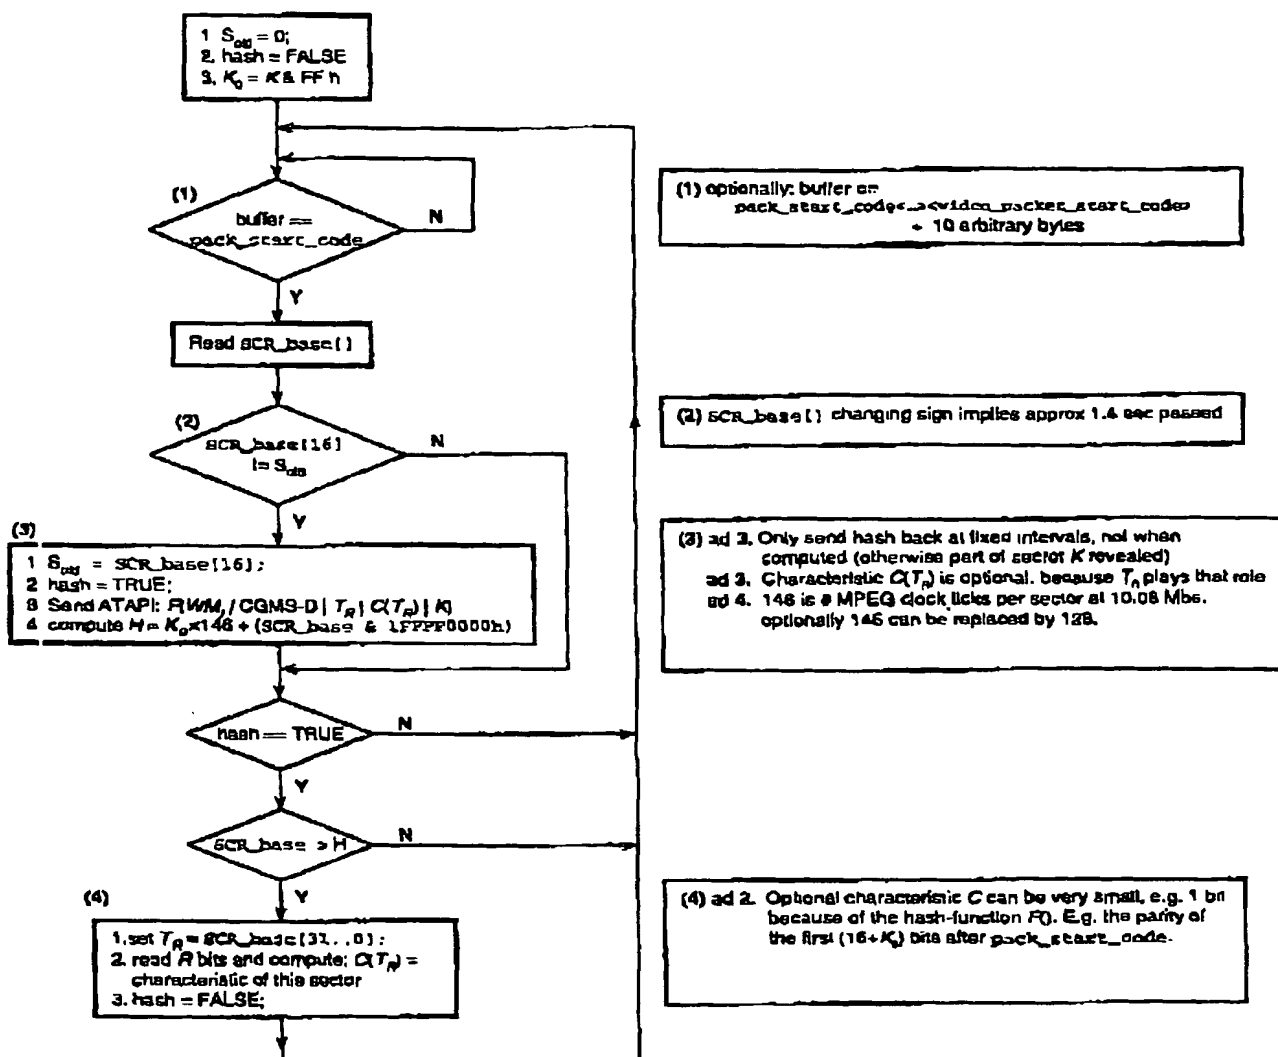 1 S_old = 0;
2. hash = FALSE
3. K_0 = K & FF h
(1)
buffer ==
pack_start_code
N
Y
(1) optionally: buffer on
pack_start_code<...><video_packet_start_code>
+ 10 arbitrary bytes
Read SCR_base[]
(2)
SCR_base[16]
!= S_old
N
Y
(2) SCR_base[] changing sign implies approx 1.4 sec passed
(3)
1 S_old = SCR_base[16];
2 hash = TRUE;
3 Send ATAPI: F(WM_/CGMS-D | T_R | C(T_R) | K)
4 compute H = K_0×146 + (SCR_base & 1FFFF0000h)
(3) ad 3. Only send hash back at fixed intervals, not when
computed (otherwise part of secret K revealed)
ad 3. Characteristic C(T_R) is optional. because T_R plays that role
ad 4. 146 is # MPEG clock ticks per sector at 10.08 Mbs.
optionally 146 can be replaced by 128.
hash == TRUE
N
Y
SCR_base > H
N
Y
(4)
1. set T_R = SCR_base[31..0];
2. read R bits and compute: C(T_R) =
characteristic of this sector
3. hash = FALSE;
(4) ad 2. Optional characteristic C can be very small, e.g. 1 bit
because of the hash-function F(). E.g. the parity of
the first (16+K_0) bits after pack_start_code.